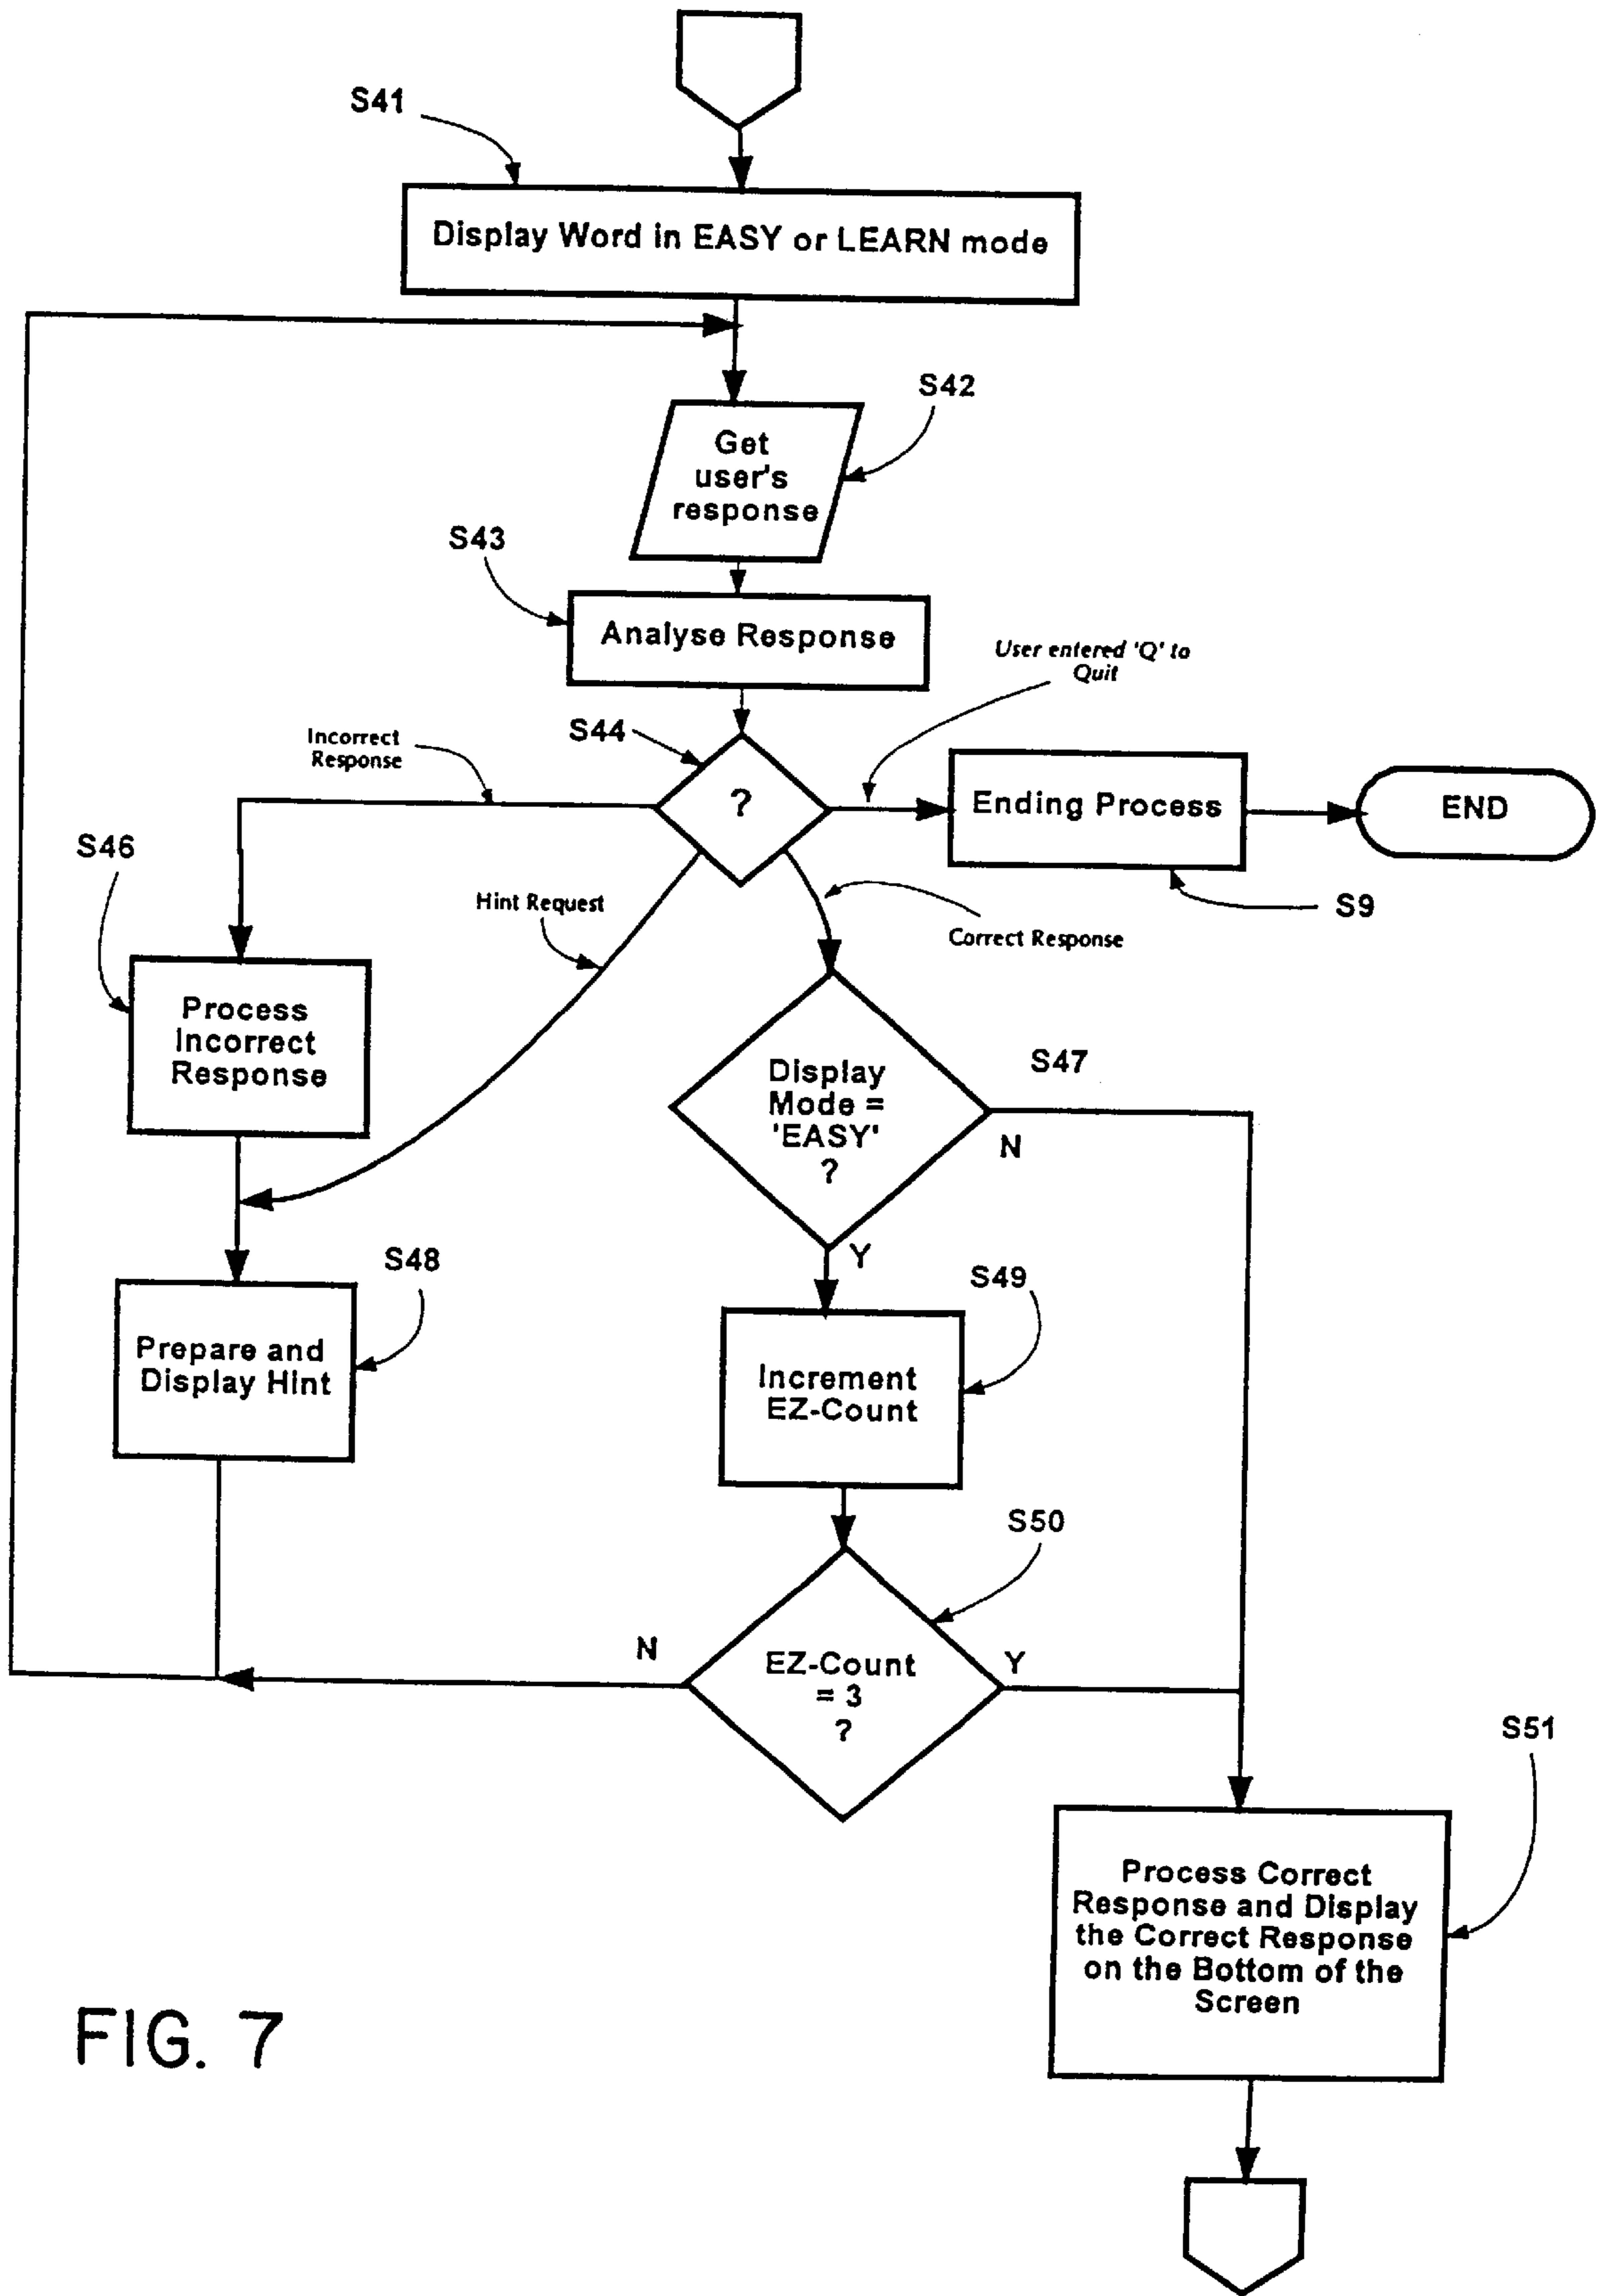 S41
Display Word in EASY or LEARN mode
S42
Get
user's
response
S43
Analyse Response
User entered 'Q' to
Quit
S44
Incorrect
Response
?
Ending Process
END
S46
Hint Request
S9
Correct Response
Process
Incorrect
Response
S47
Display
Mode =
'EASY'
?
N
Y
S48
S49
Prepare and
Display Hint
Increment
EZ-Count
S50
N
EZ-Count
= 3
?
Y
S51
Process Correct
Response and Display
the Correct Response
on the Bottom of the
Screen
FIG. 7